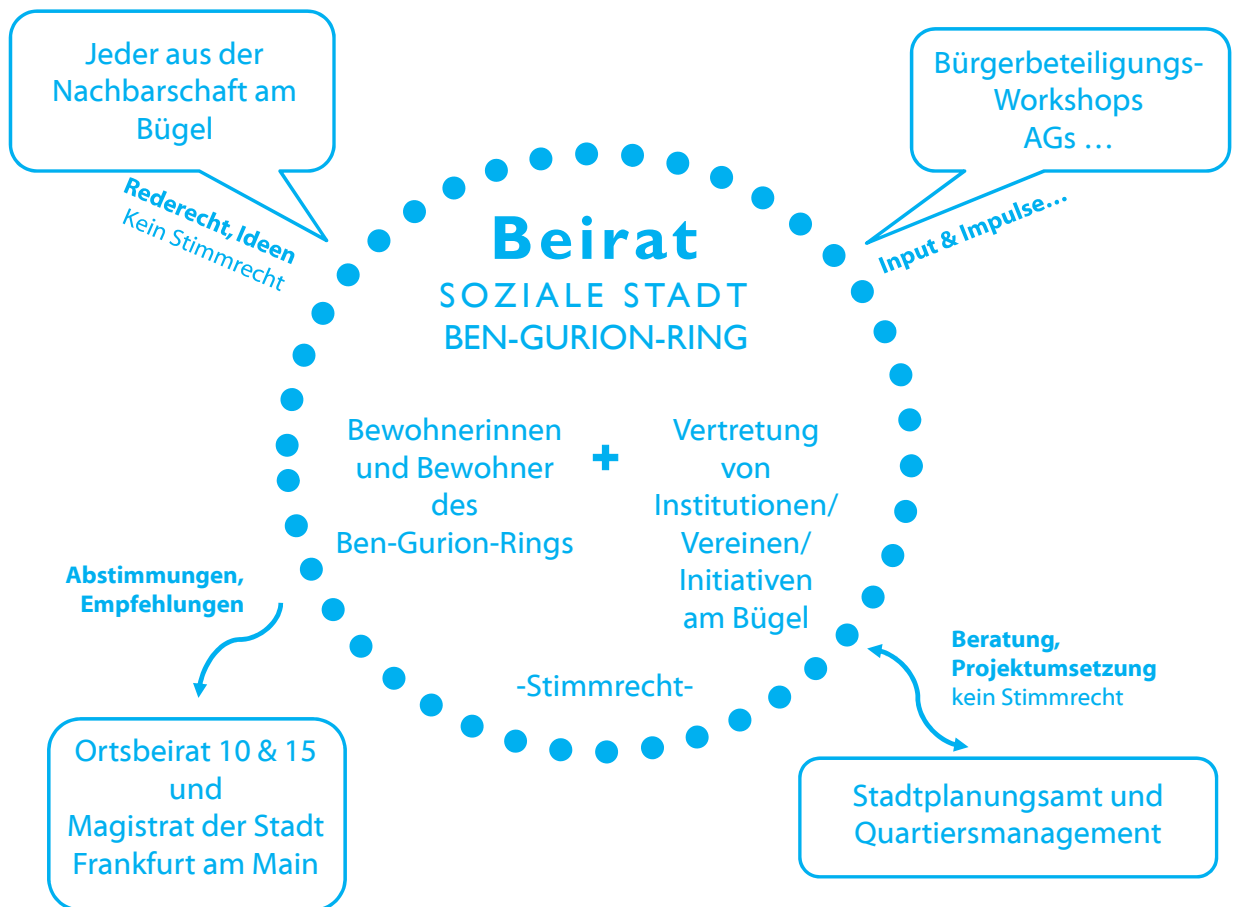 Jeder aus der
Nachbarschaft am
Bügel
Rederecht, Ideen
Kein Stimmrecht
Bürgerbeteiligungs-
Workshops
AGs …
Input & Impulse…
Beirat
SOZIALE STADT
BEN-GURION-RING
Bewohnerinnen
und Bewohner
des
Ben-Gurion-Rings
+
Vertretung
von
Institutionen/
Vereinen/
Initiativen
am Bügel
-Stimmrecht-
Abstimmungen,
Empfehlungen
Ortsbeirat 10 & 15
und
Magistrat der Stadt
Frankfurt am Main
Beratung,
Projektumsetzung
kein Stimmrecht
Stadtplanungsamt und
Quartiersmanagement